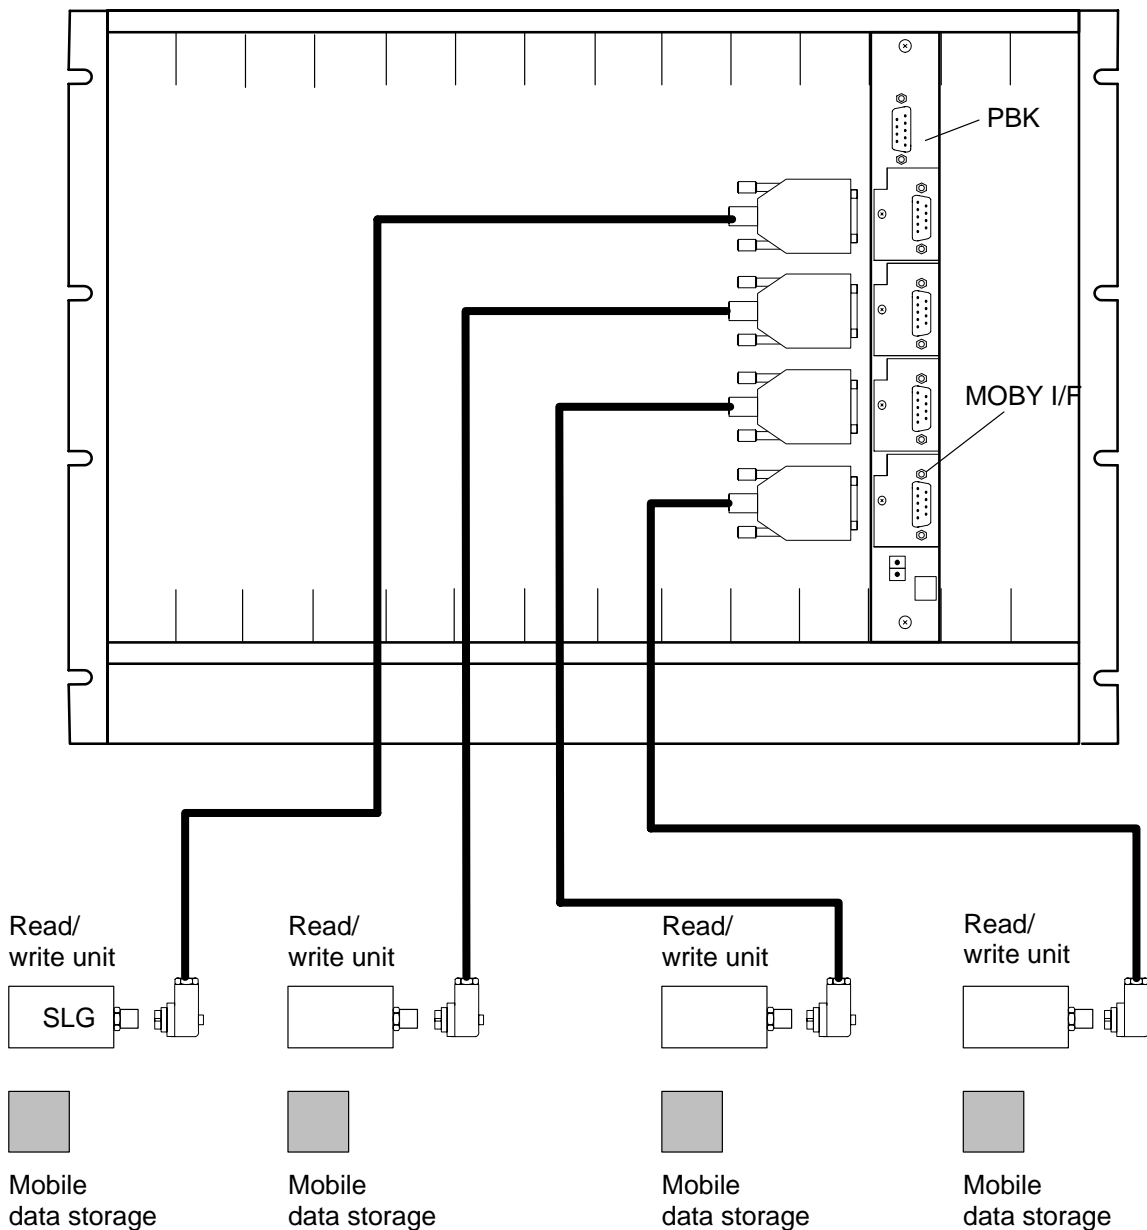 PBK
MOBY I/F
Read/
write unit
Read/
write unit
Read/
write unit
Read/
write unit
SLG
Mobile
data storage
Mobile
data storage
Mobile
data storage
Mobile
data storage